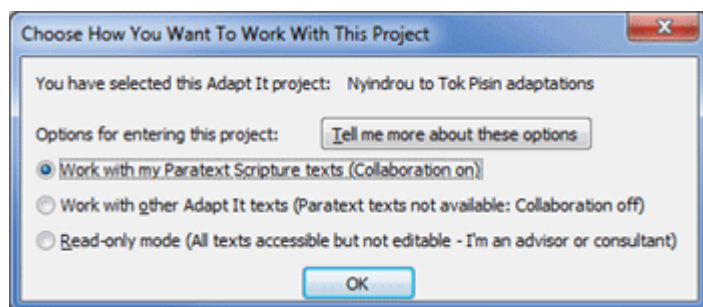 Choose How You Want To Work With This Project
You have selected this Adapt It project: Nyindrou to Tok Pisin adaptations
Options for entering this project: Tell me more about these options
Work with my Paratext Scripture texts (Collaboration on)
Work with other Adapt It texts (Paratext texts not available: Collaboration off)
Read-only mode (All texts accessible but not editable - I'm an advisor or consultant)
OK